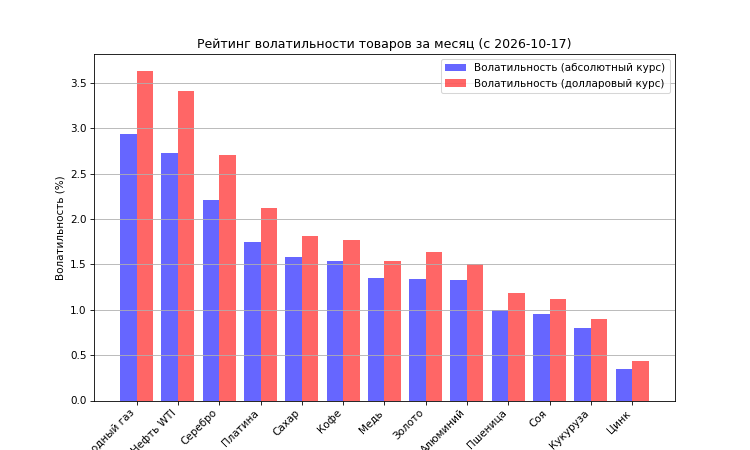 Рейтинг волатильности товаров за месяц (с 2026-10-17)
Волатильность (абсолютный курс)
Волатильность (долларовый курс)
Волатильность (%)
3.5
3.0
2.5
2.0
1.5
1.0
0.5
0.0
одный газ
Нефть WTI
Серебро
Платина
Сахар
Кофе
Медь
Золото
Алюминий
Пшеница
Соя
Кукуруза
Цинк